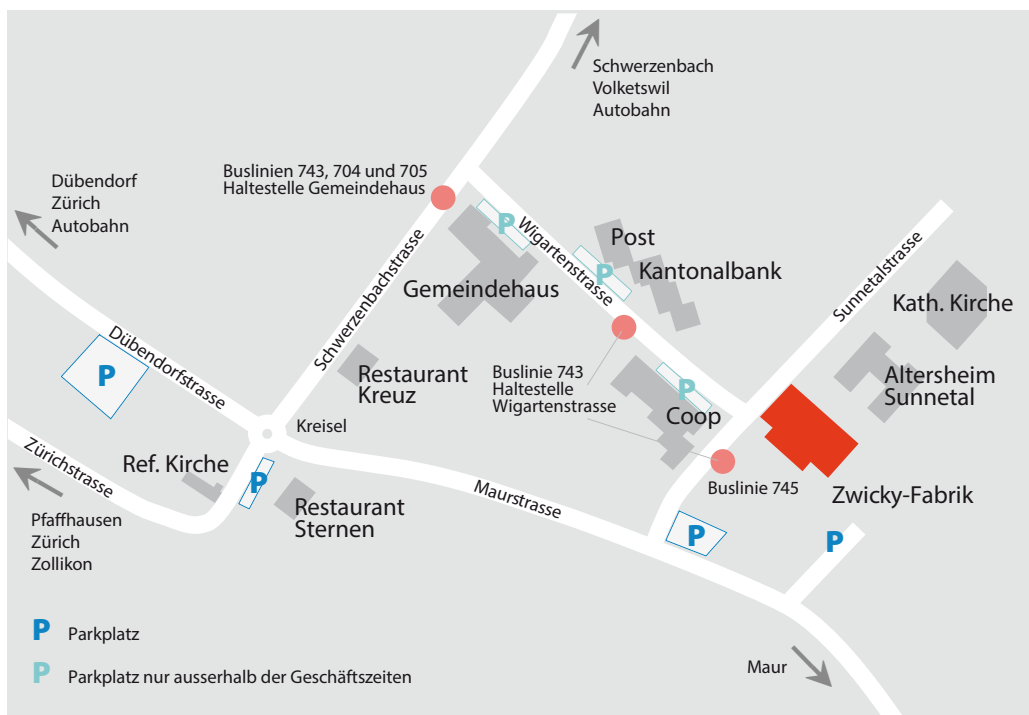 Schwerzenbach
Volketswil
Autobahn
Buslinien 743, 704 und 705
Haltestelle Gemeindehaus
Dübendorf
Zürich
Autobahn
P
Wigartenstrasse
Post
P
Kantonalbank
Sunnetalstrasse
Schwerzenbachstrasse
Gemeindehaus
Kath. Kirche
Dübendorfstrasse
P
Restaurant
Kreuz
Buslinie 743
Haltestelle
Wigartenstrasse
P
Coop
Altersheim
Sunnetal
Kreisel
Zürichstrasse
Ref. Kirche
P
Restaurant
Sternen
Maurstrasse
Buslinie 745
Zwicky-Fabrik
P
P
Pfaffhausen
Zürich
Zollikon
P Parkplatz
P Parkplatz nur ausserhalb der Geschäftszeiten
Maur